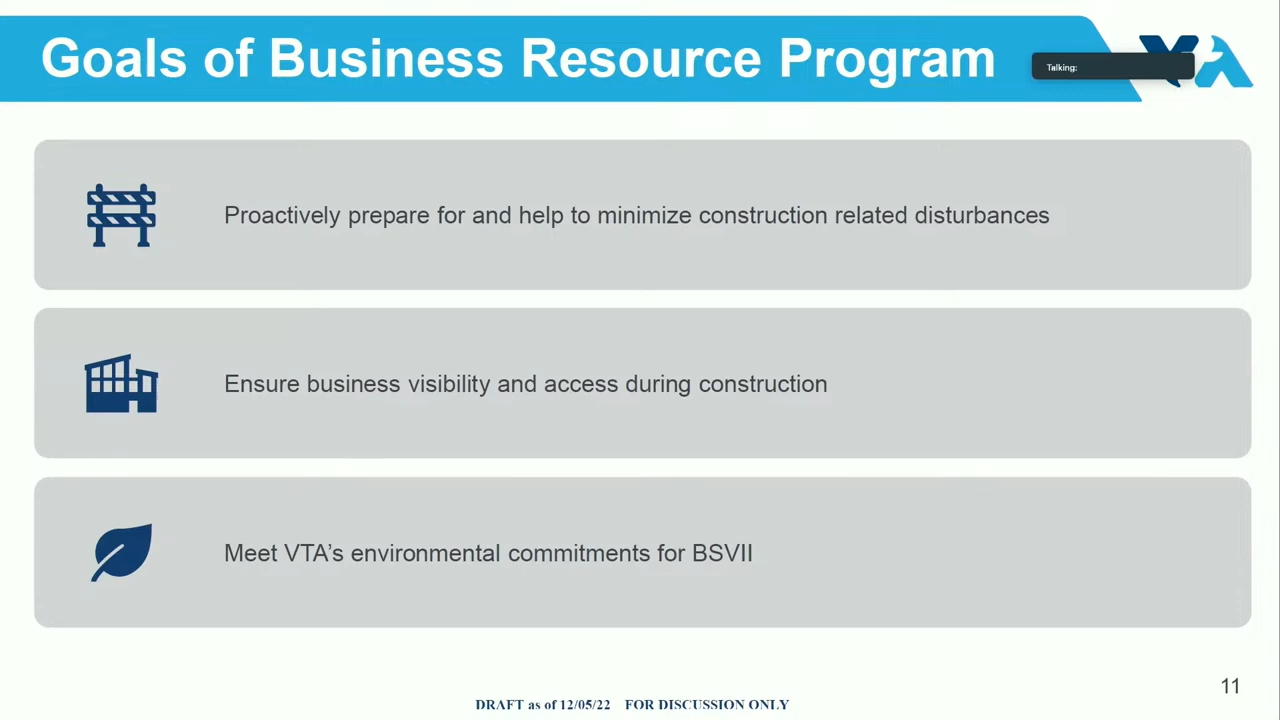 Goals of Business Resource Program
Talking:
Proactively prepare for and help to minimize construction related disturbances
Ensure business visibility and access during construction
Meet VTA’s environmental commitments for BSVII
11
DRAFT as of 12/05/22 FOR DISCUSSION ONLY